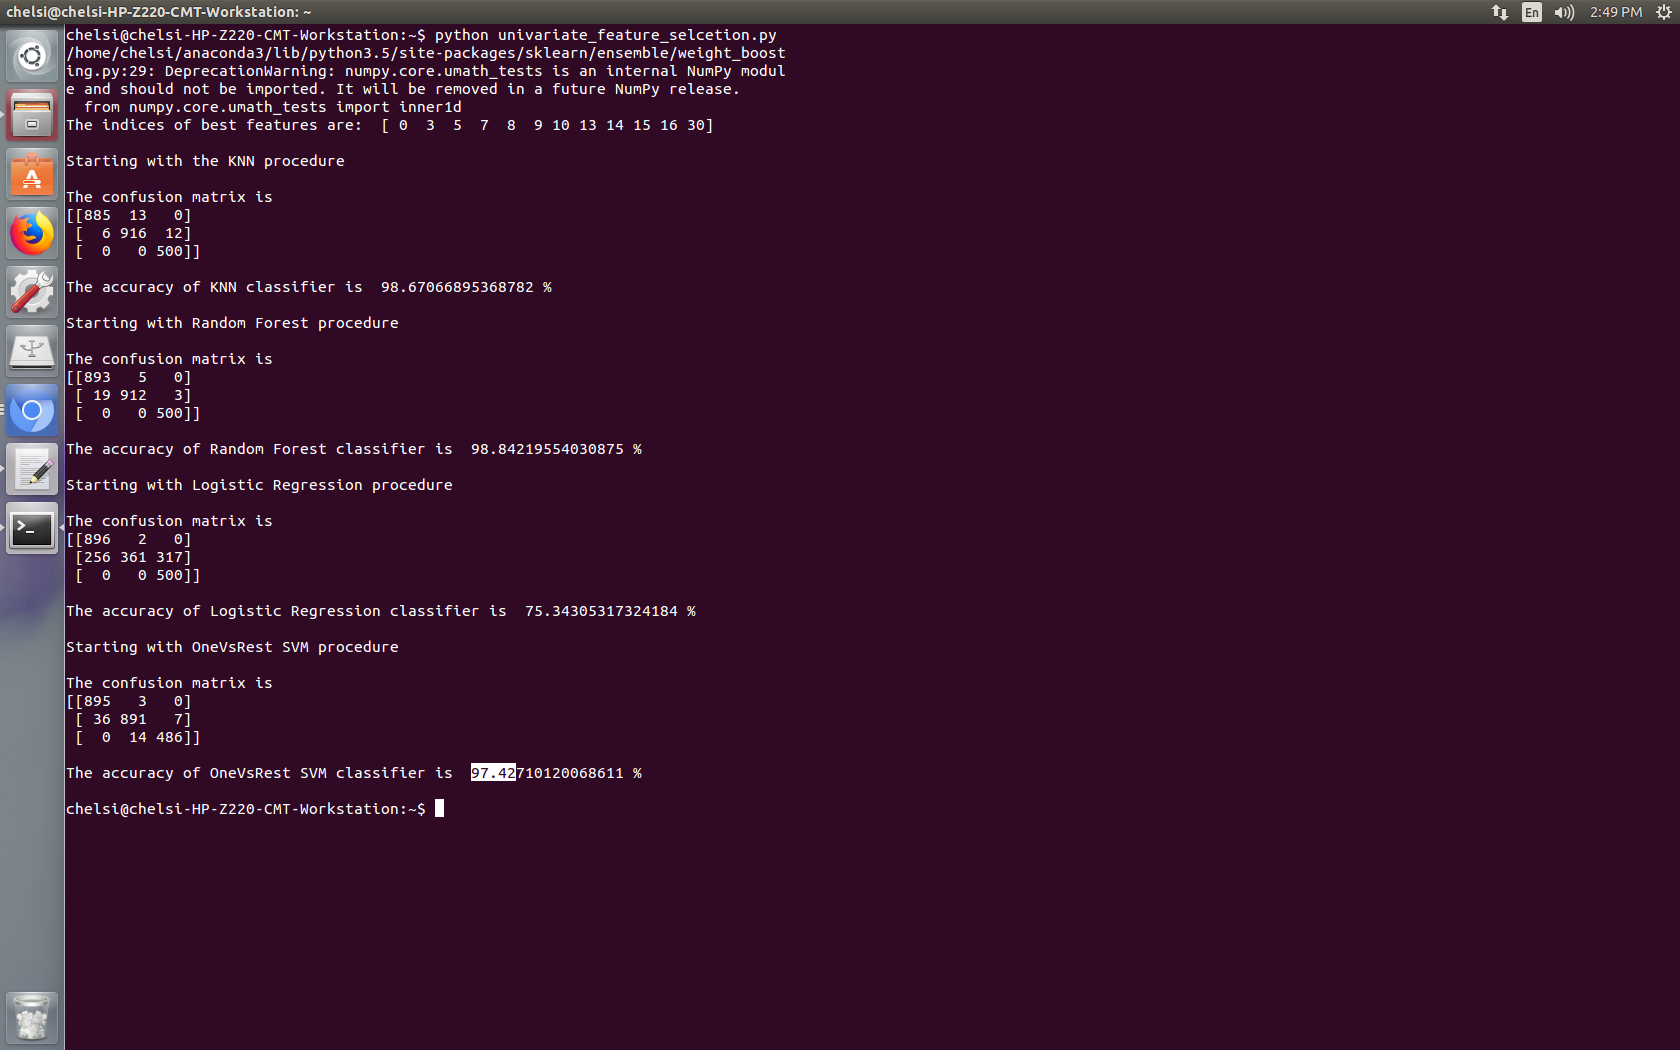 chelsi@chelsi-HP-Z220-CMT-Workstation: ~
En
2:49 PM
chelsi@chelsi-HP-Z220-CMT-Workstation:~$ python univariate_feature_selcetion.py
/home/chelsi/anaconda3/lib/python3.5/site-packages/sklearn/ensemble/weight_boost
ing.py:29: DeprecationWarning: numpy.core.umath_tests is an internal NumPy modul
e and should not be imported. It will be removed in a future NumPy release.
  from numpy.core.umath_tests import inner1d
The indices of best features are:  [ 0  3  5  7  8  9 10 13 14 15 16 30]
Starting with the KNN procedure
The confusion matrix is
[[885  13   0]
 [  6 916  12]
 [  0   0 500]]
The accuracy of KNN classifier is  98.67066895368782 %
Starting with Random Forest procedure
The confusion matrix is
[[893   5   0]
 [ 19 912   3]
 [  0   0 500]]
The accuracy of Random Forest classifier is  98.84219554030875 %
Starting with Logistic Regression procedure
The confusion matrix is
[[896   2   0]
 [256 361 317]
 [  0   0 500]]
The accuracy of Logistic Regression classifier is  75.34305317324184 %
Starting with OneVsRest SVM procedure
The confusion matrix is
[[895   3   0]
 [ 36 891   7]
 [  0  14 486]]
The accuracy of OneVsRest SVM classifier is  97.42710120068611 %
chelsi@chelsi-HP-Z220-CMT-Workstation:~$